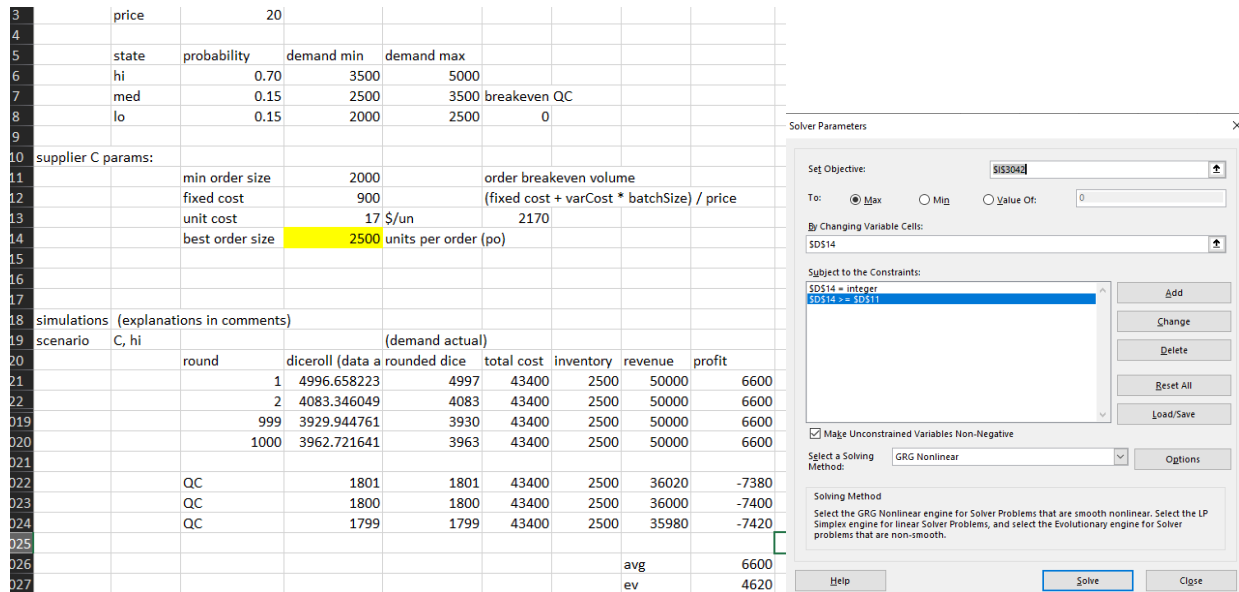 3 price 20
4
5 state probability demand min demand max
6 hi 0.70 3500 5000
7 med 0.15 2500 3500 breakeven QC
8 lo 0.15 2000 2500 0
9
10 supplier C params:
11 min order size 2000 order breakeven volume
12 fixed cost 900 (fixed cost + varCost * batchSize) / price
13 unit cost 17 $/un 2170
14 best order size 2500 units per order (po)
15
16
17
18 simulations (explanations in comments)
19 scenario C, hi (demand actual)
20 round diceroll (data a rounded dice total cost inventory revenue profit
21 1 4996.658223 4997 43400 2500 50000 6600
22 2 4083.346049 4083 43400 2500 50000 6600
019 999 3929.944761 3930 43400 2500 50000 6600
020 1000 3962.721641 3963 43400 2500 50000 6600
021
022 QC 1801 1801 43400 2500 36020 -7380
023 QC 1800 1800 43400 2500 36000 -7400
024 QC 1799 1799 43400 2500 35980 -7420
025
026 avg 6600
027 ev 4620
Solver Parameters
Set Objective: $I$3042
To: Max Min Value Of: 0
By Changing Variable Cells:
$D$14
Subject to the Constraints:
$D$14 = integer
$D$14 >= $D$11
Add
Change
Delete
Reset All
Load/Save
Make Unconstrained Variables Non-Negative
Select a Solving
Method:
GRG Nonlinear
Options
Solving Method
Select the GRG Nonlinear engine for Solver Problems that are smooth nonlinear. Select the LP
Simplex engine for linear Solver Problems, and select the Evolutionary engine for Solver
problems that are non-smooth.
Help
Solve
Close